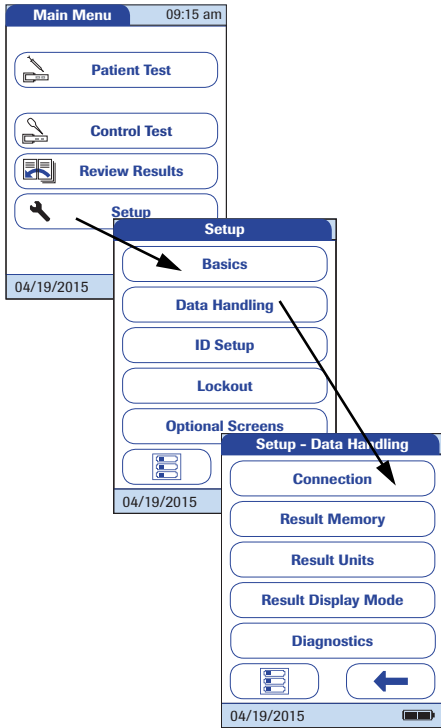 Main Menu 09:15 am
Patient Test
Control Test
Review Results
Setup
04/19/2015
Setup
Basics
Data Handling
ID Setup
Lockout
Optional Screens
04/19/2015
Setup - Data Handling
Connection
Result Memory
Result Units
Result Display Mode
Diagnostics
04/19/2015